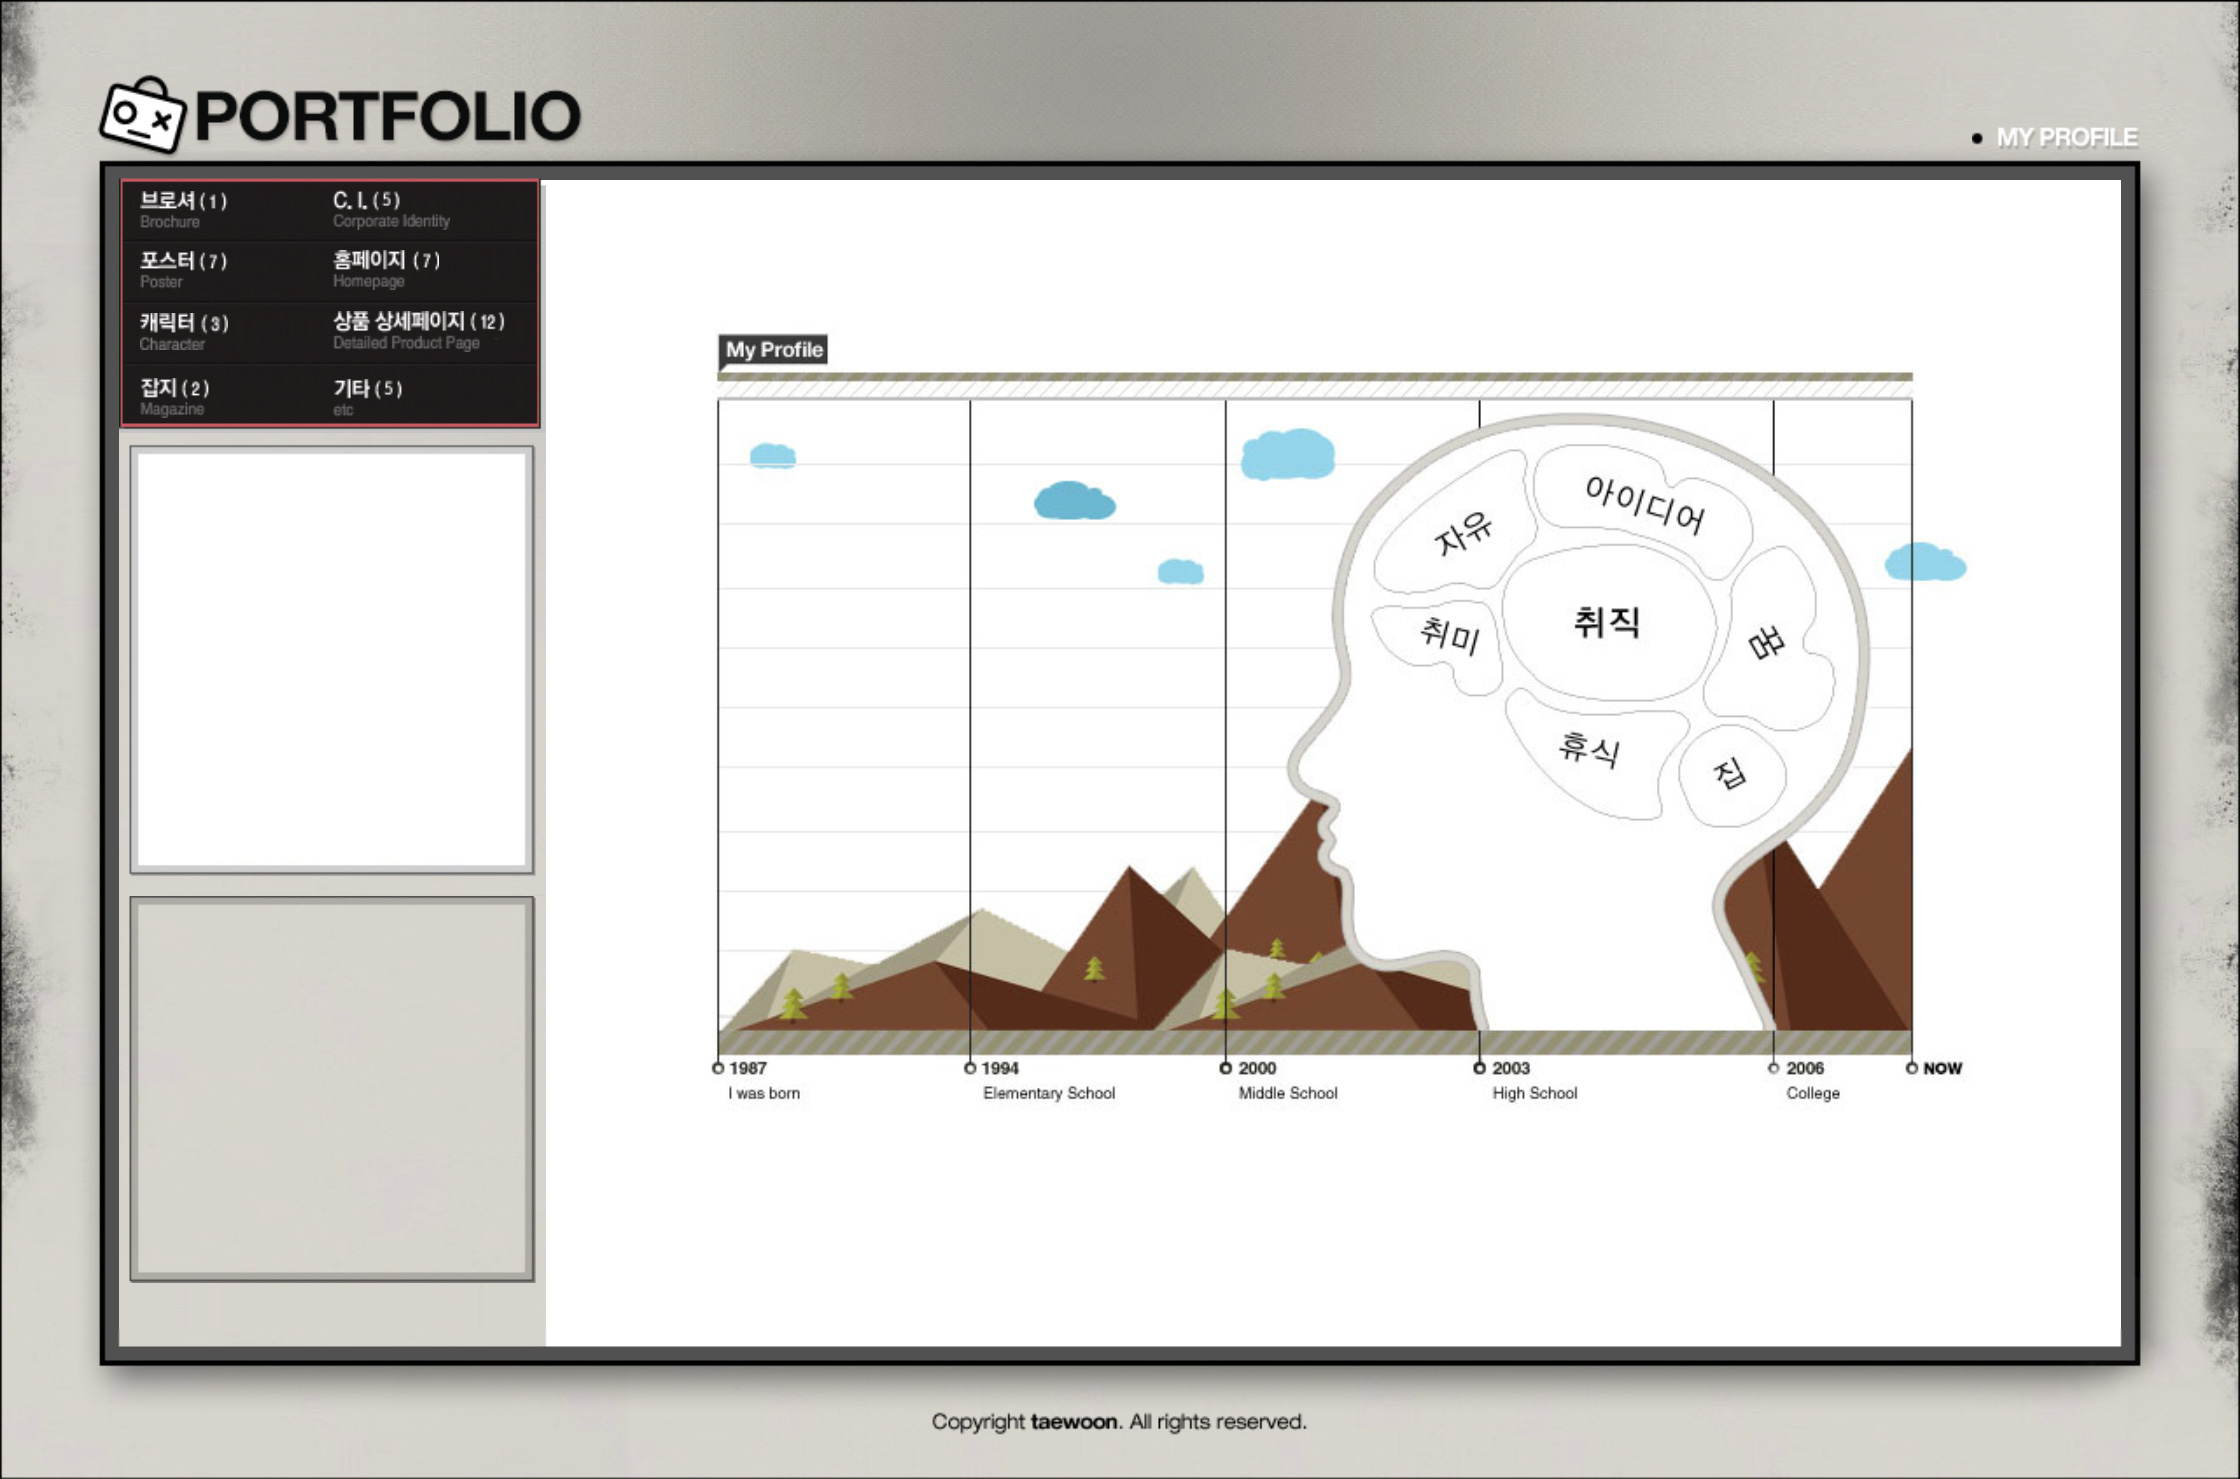 PORTFOLIO
MY PROFILE
브로셔 ( 1 )
Brochure
C. I. ( 5 )
Corporate Identity
포스터 ( 7 )
Poster
홈페이지 ( 7 )
Homepage
캐릭터 ( 3 )
Character
상품 상세페이지 ( 12 )
Detailed Product Page
잡지 ( 2 )
Magazine
기타 ( 5 )
etc
My Profile
아이디어
자유
취직
취미
꿈
휴식
집
1987
I was born
1994
Elementary School
2000
Middle School
2003
High School
2006
College
NOW
Copyright taewoon. All rights reserved.